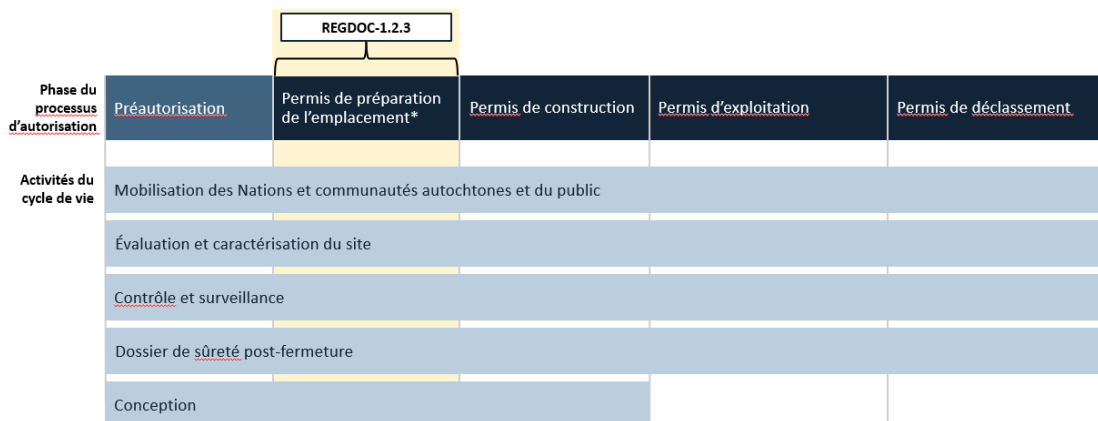 REGDOC-1.2.3
Phase du
processus
d'autorisation
Préautorisation
Permis de préparation
de l'emplacement*
Permis de construction
Permis d'exploitation
Permis de déclassement
Activités du
cycle de vie
Mobilisation des Nations et communautés autochtones et du public
Évaluation et caractérisation du site
Contrôle et surveillance
Dossier de sûreté post-fermeture
Conception